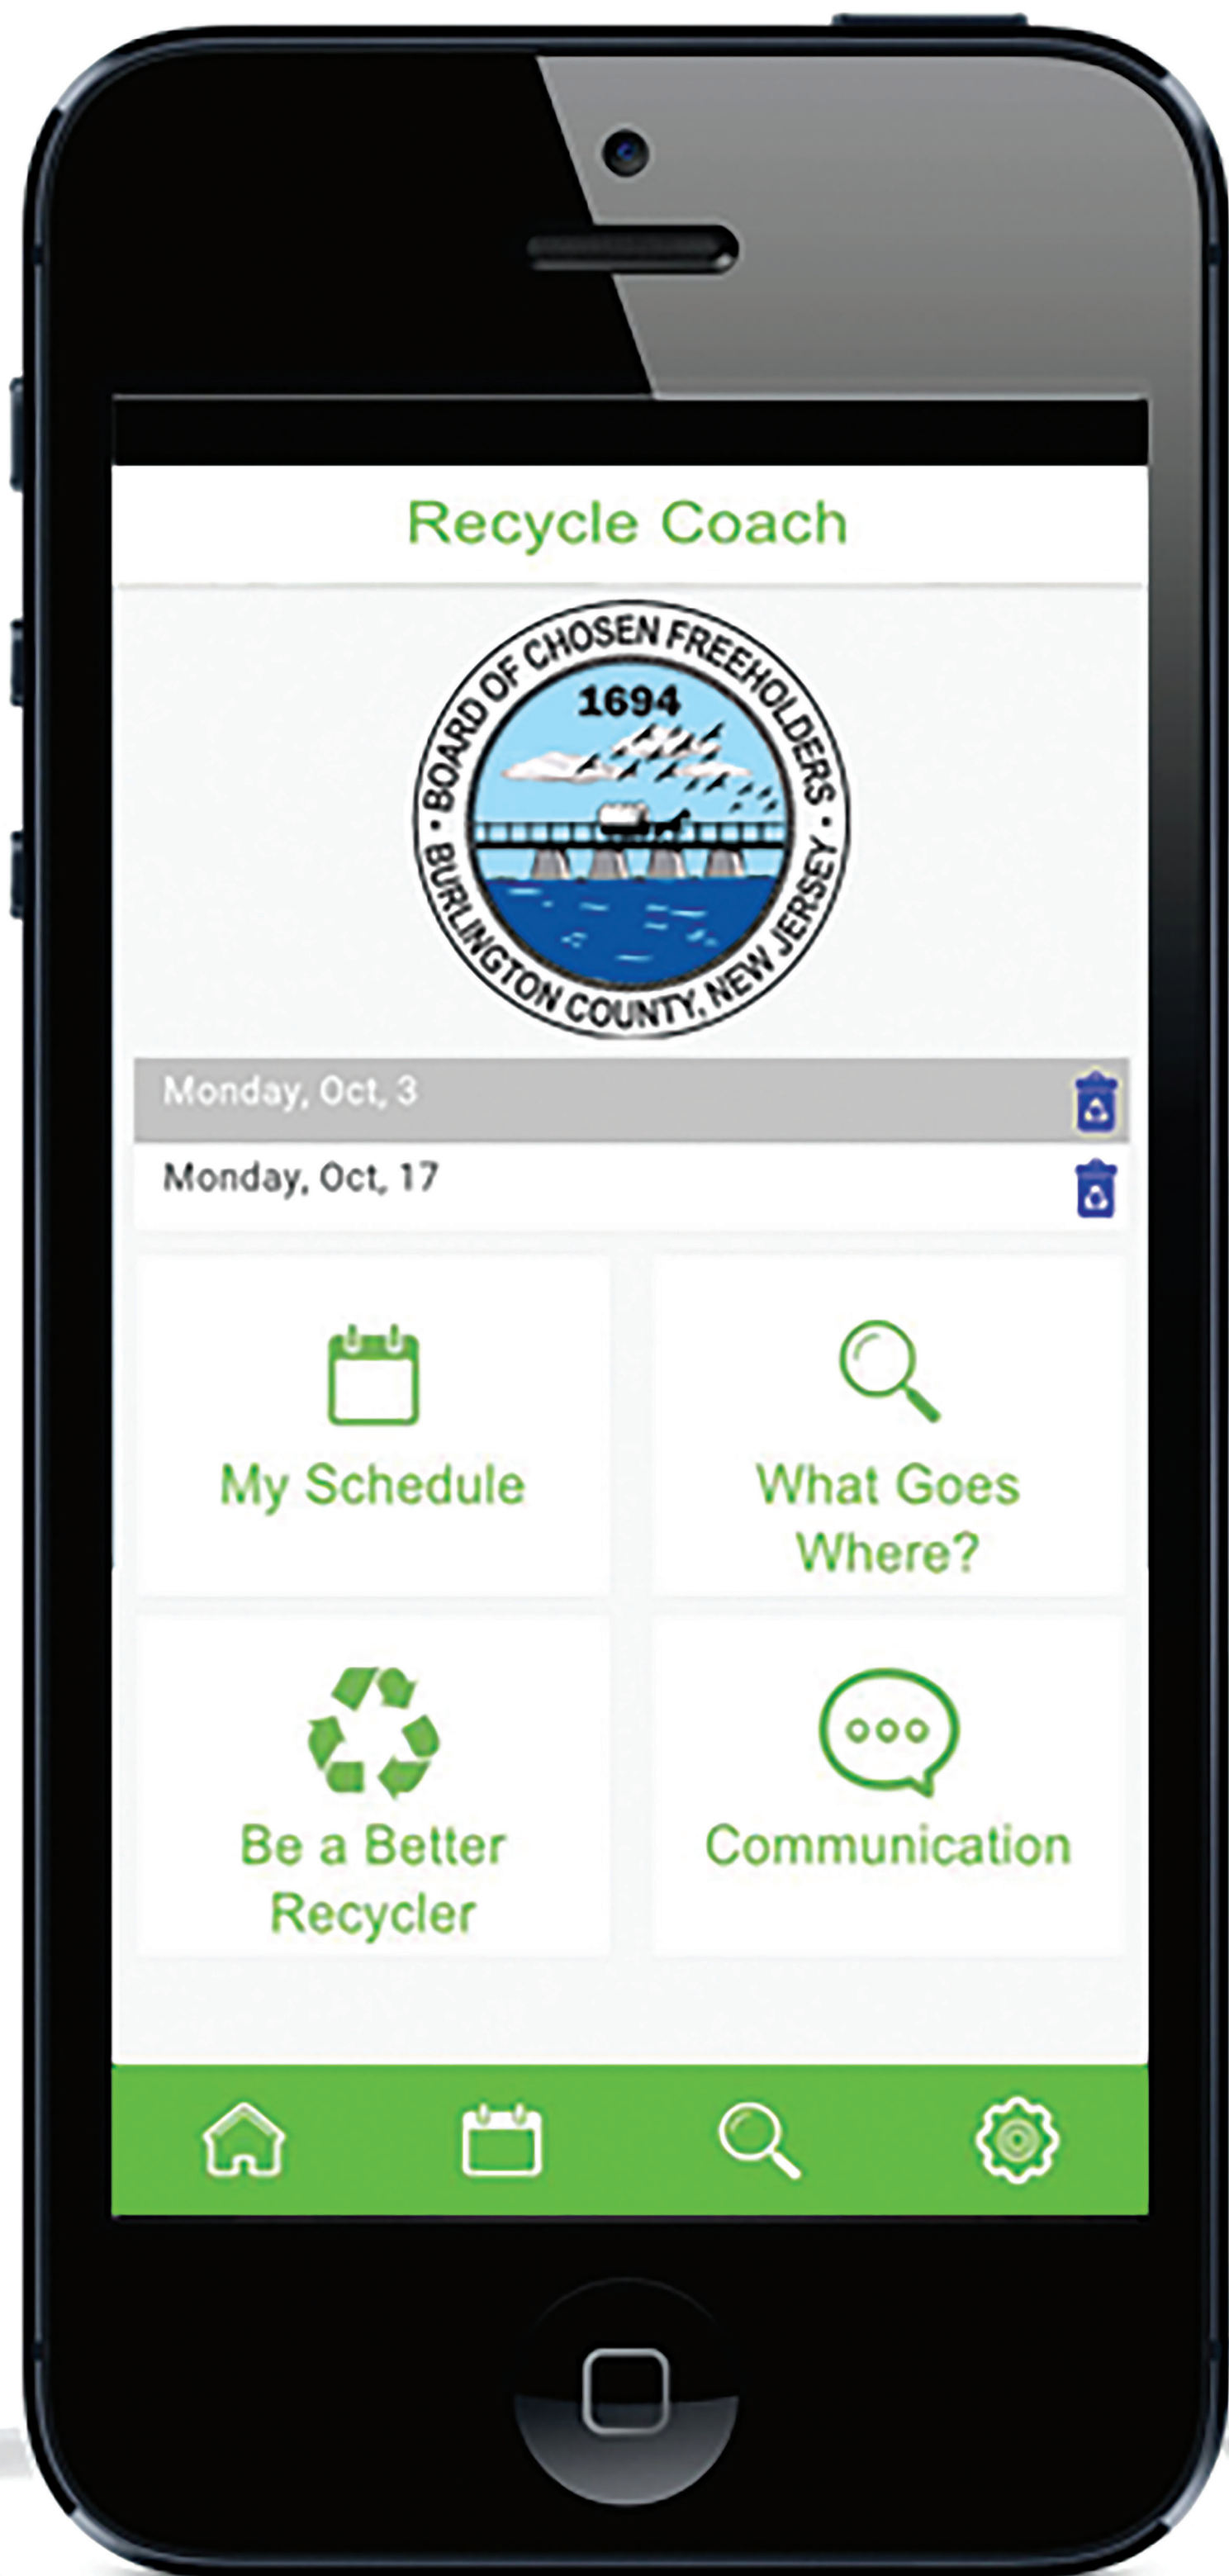 Recycle Coach
BOARD OF CHOSEN FREEHOLDERS
1694
BURLINGTON COUNTY, NEW JERSEY
Monday, Oct, 3
Monday, Oct, 17
My Schedule
What Goes
Where?
Be a Better
Recycler
Communication